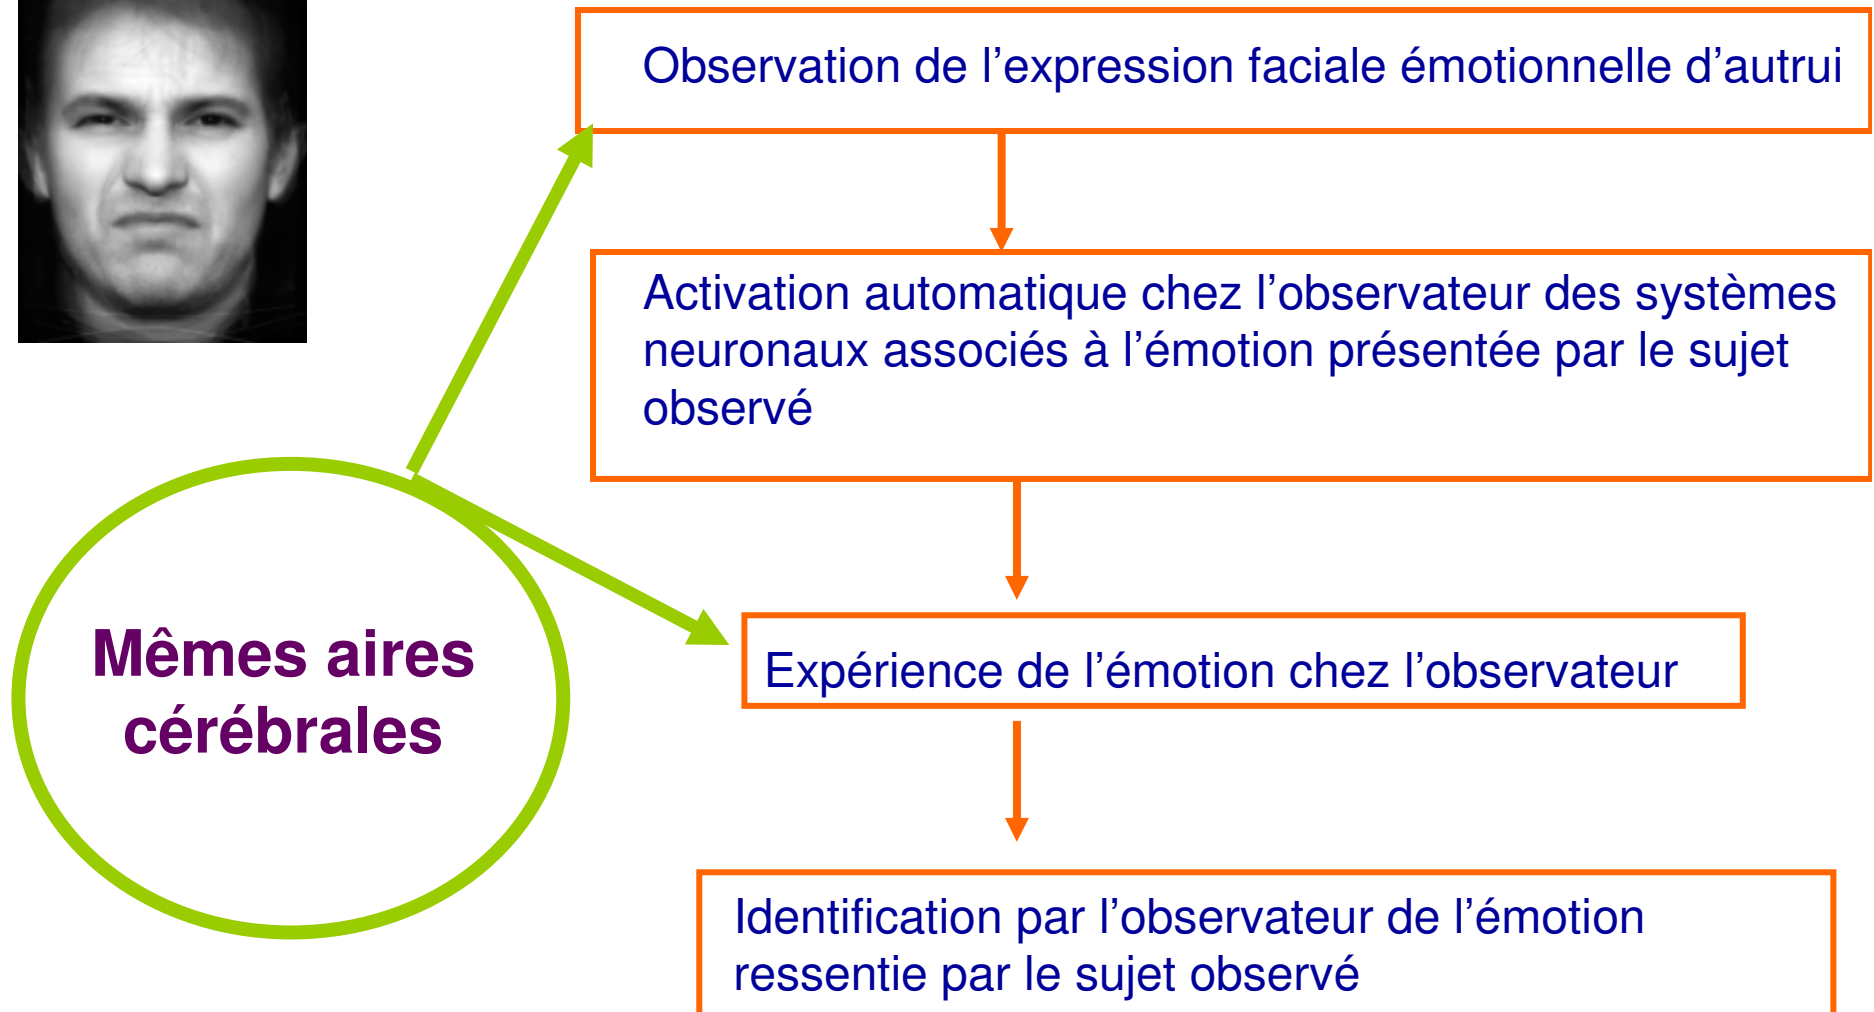 Observation de l’expression faciale émotionnelle d’autrui
Activation automatique chez l’observateur des systèmes
neuronaux associés à l’émotion présentée par le sujet
observé
Mêmes aires
cérébrales
Expérience de l’émotion chez l’observateur
Identification par l’observateur de l’émotion
ressentie par le sujet observé